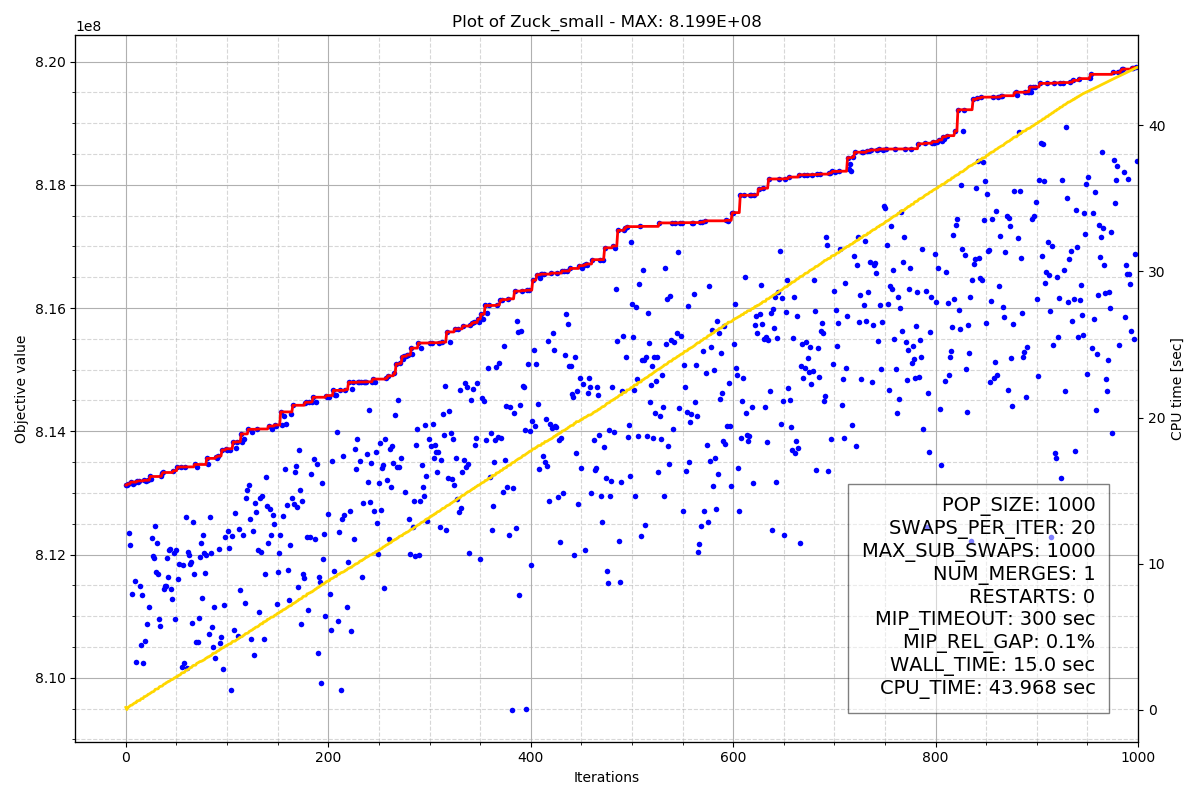 Plot of Zuck_small - MAX: 8.199E+08
1e8
8.20
8.18
8.16
8.14
8.12
8.10
Objective value
40
30
20
10
0
CPU time [sec]
POP_SIZE: 1000
SWAPS_PER_ITER: 20
MAX_SUB_SWAPS: 1000
NUM_MERGES: 1
RESTARTS: 0
MIP_TIMEOUT: 300 sec
MIP_REL_GAP: 0.1%
WALL_TIME: 15.0 sec
CPU_TIME: 43.968 sec
0 200 400 600 800 1000
Iterations